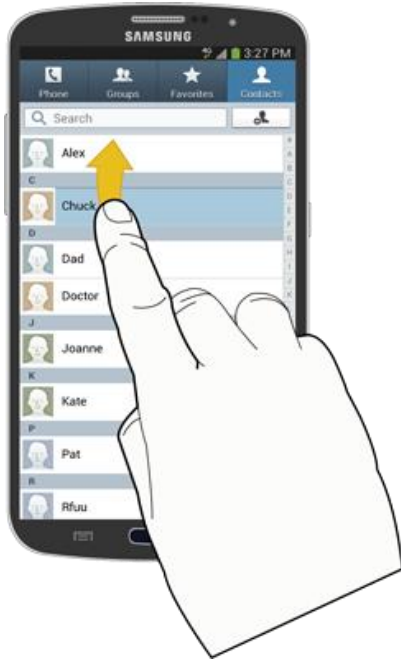 SAMSUNG
3:27 PM
Phone Groups Favorites Contacts
Search
Alex
C
Chuck
D
Dad
Doctor
J
Joanne
K
Kate
P
Pat
R
Rfuu